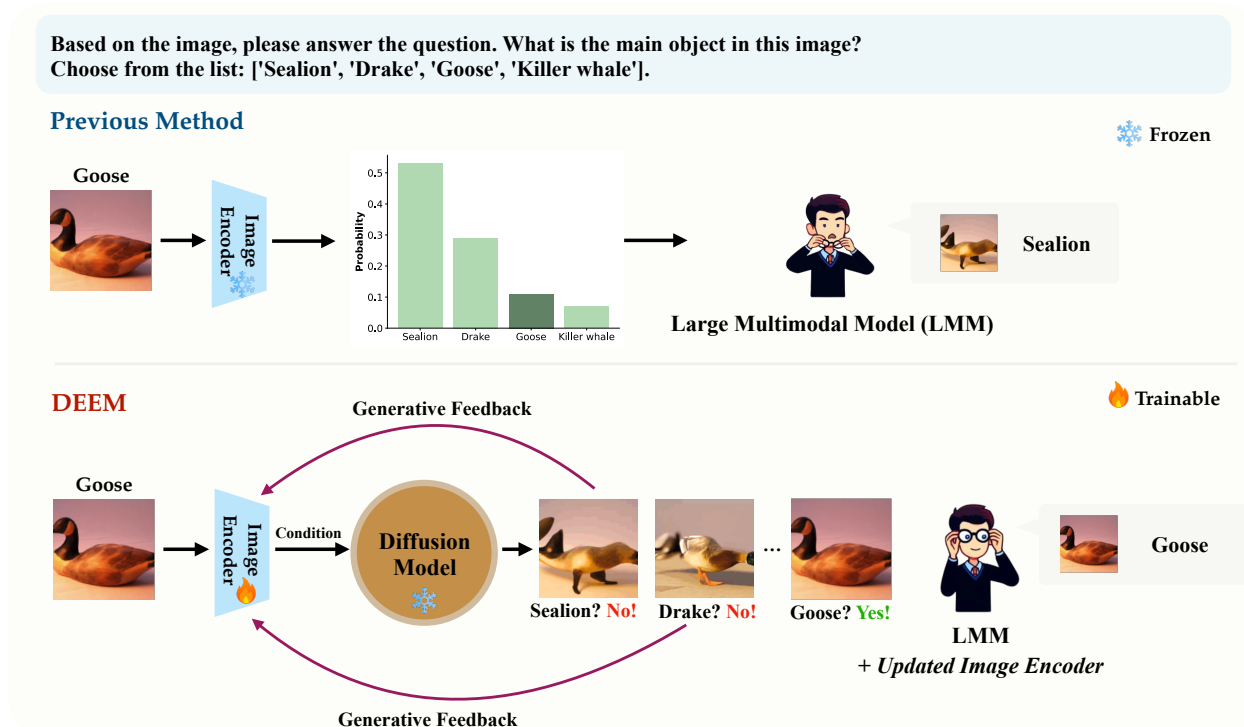 Based on the image, please answer the question. What is the main object in this image?
Choose from the list: ['Sealion', 'Drake', 'Goose', 'Killer whale'].
Previous Method
Frozen
Goose
Image
Encoder
Probability
0.5
0.4
0.3
0.2
0.1
0.0
Sealion
Drake
Goose
Killer whale
Sealion
Large Multimodal Model (LMM)
DEEM
Trainable
Generative Feedback
Goose
Image
Encoder
Condition
Diffusion
Model
...
Goose
Sealion? No!
Drake? No!
Goose? Yes!
LMM
+ Updated Image Encoder
Generative Feedback